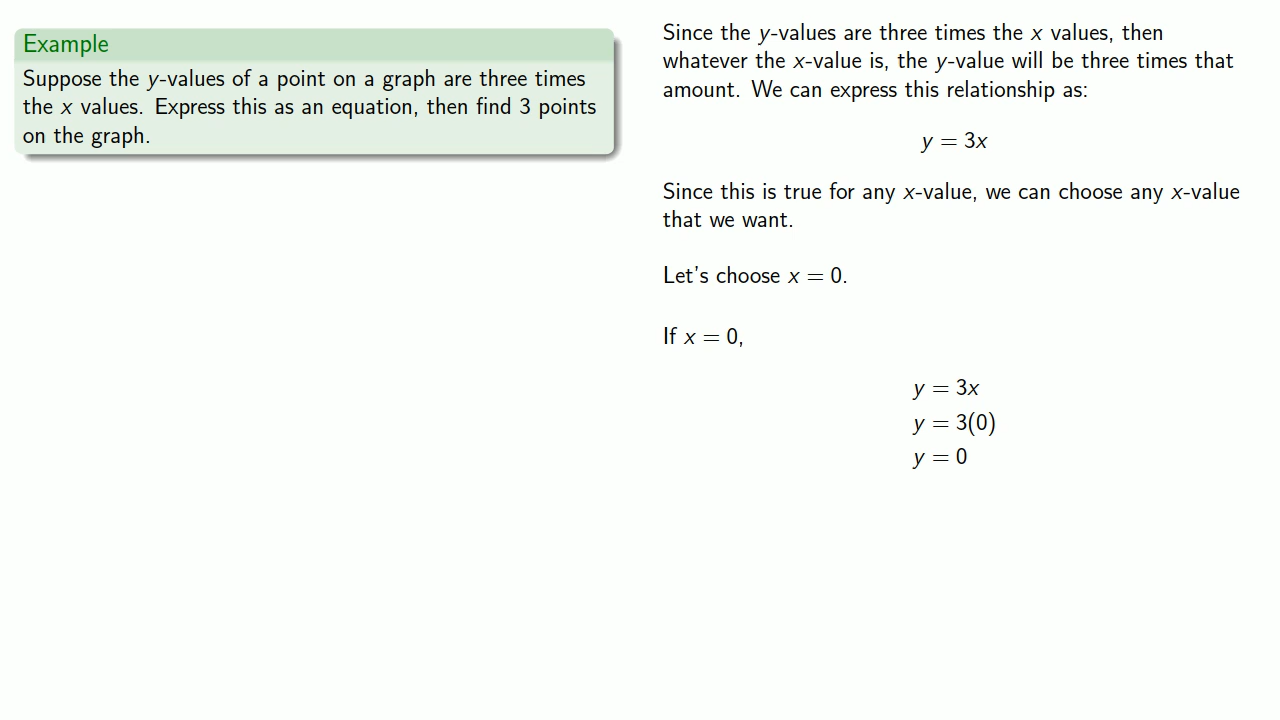 Example
Suppose the y-values of a point on a graph are three times
the x values. Express this as an equation, then find 3 points
on the graph.
Since the y-values are three times the x values, then
whatever the x-value is, the y-value will be three times that
amount. We can express this relationship as:
y = 3x
Since this is true for any x-value, we can choose any x-value
that we want.
Let's choose x = 0.
If x = 0,
y = 3x
y = 3(0)
y = 0